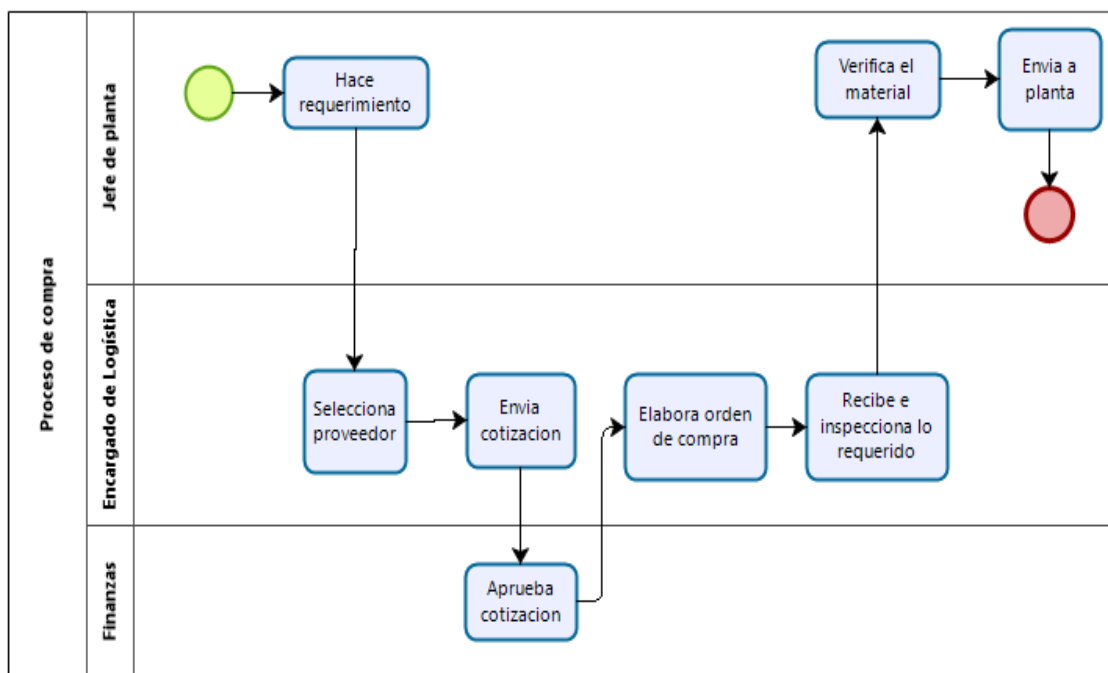 Proceso de compra
Jefe de planta
Hace
requerimiento
Verifica el
material
Envia a
planta
Encargado de Logística
Selecciona
proveedor
Envia
cotizacion
Elabora orden
de compra
Recibe e
inspecciona lo
requerido
Finanzas
Aprueba
cotizacion